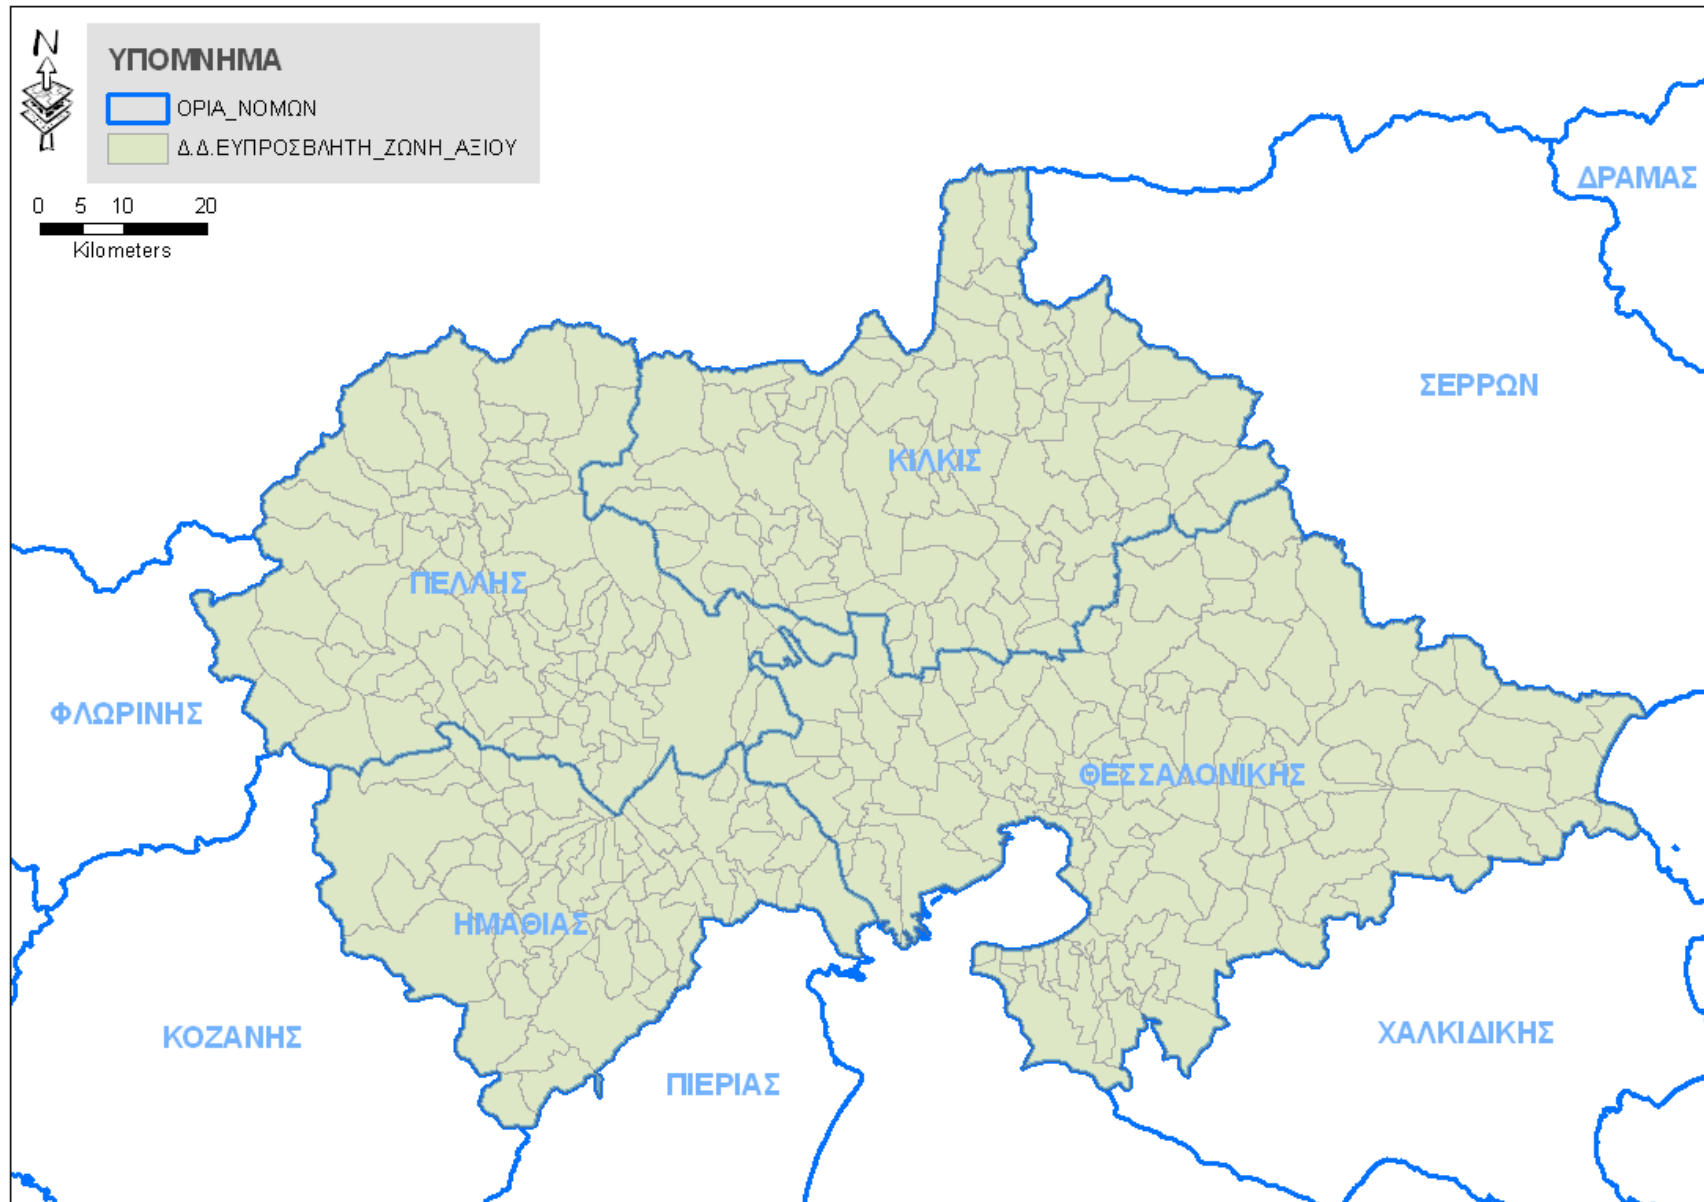 N
ΥΠΟΜΝΗΜΑ
ΟΡΙΑ_ΝΟΜΩΝ
Δ.Δ.ΕΥΠΡΟΣΒΛΗΤΗ_ΖΩΝΗ_ΑΞΙΟΥ
0 5 10 20
Kilometers
ΔΡΑΜΑΣ
ΣΕΡΡΩΝ
ΚΙΛΚΙΣ
ΠΕΛΛΗΣ
ΦΛΩΡΙΝΗΣ
ΘΕΣΣΑΛΟΝΙΚΗΣ
ΗΜΑΘΙΑΣ
ΚΟΖΑΝΗΣ
ΧΑΛΚΙΔΙΚΗΣ
ΠΙΕΡΙΑΣ